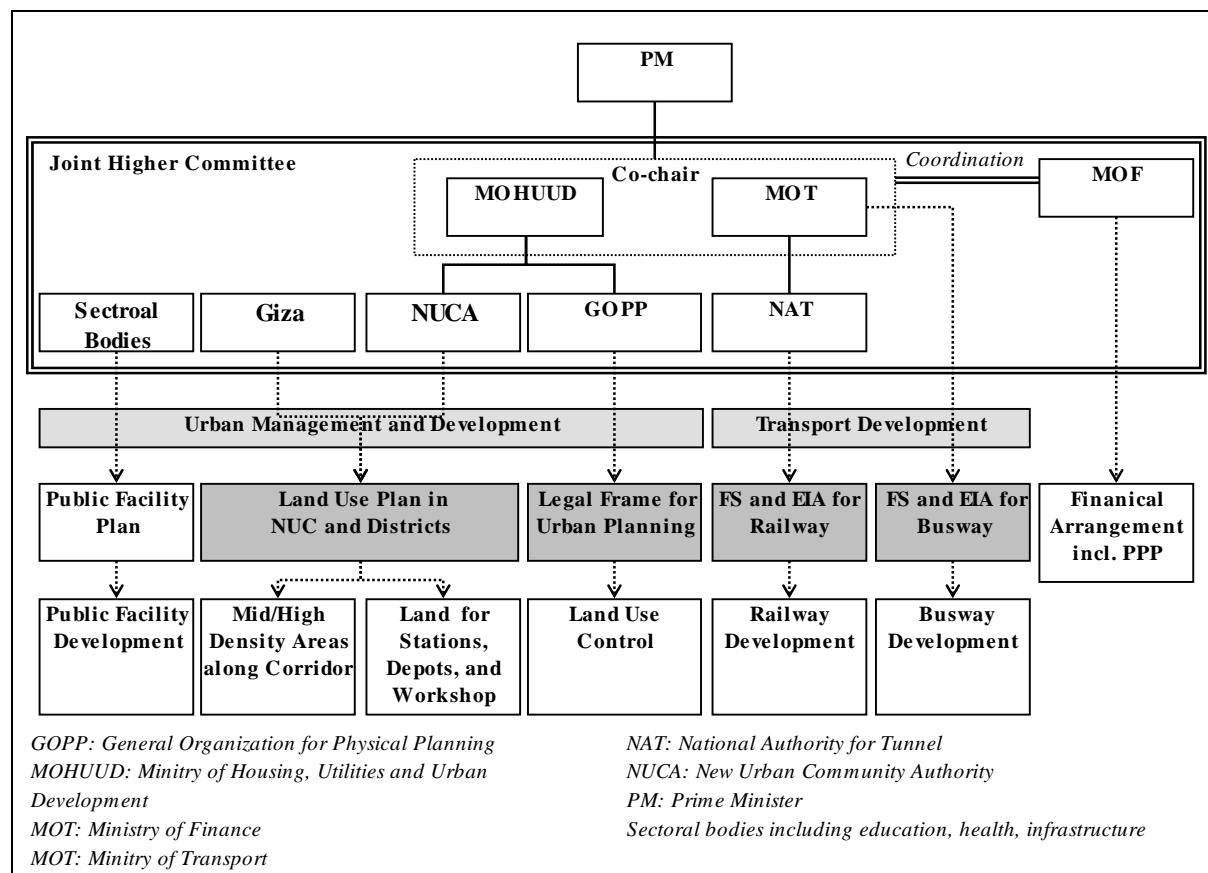 PM
Joint Higher Committee
Coordination
Co-chair
MOHUUD
MOT
MOF
Sectroal
Bodies
Giza
NUCA
GOPP
NAT
Urban Management and Development
Transport Development
Public Facility
Plan
Land Use Plan in
NUC and Districts
Legal Frame for
Urban Planning
FS and EIA for
Railway
FS and EIA for
Busway
Finanical
Arrangement
incl. PPP
Public Facility
Development
Mid/High
Density Areas
along Corridor
Land for
Stations,
Depots, and
Workshop
Land Use
Control
Railway
Development
Busway
Development
GOPP: General Organization for Physical Planning
MOHUUD: Minitry of Housing, Utilities and Urban
Development
MOT: Ministry of Finance
MOT: Minitry of Transport
NAT: National Authority for Tunnel
NUCA: New Urban Community Authority
PM: Prime Minister
Sectoral bodies including education, health, infrastructure